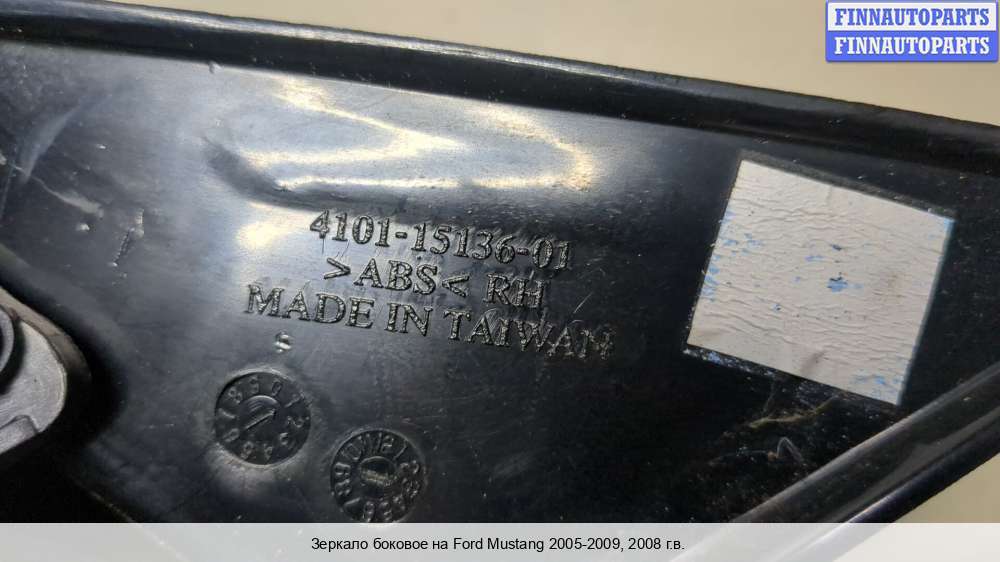 FINNAUTOPARTS
FINNAUTOPARTS
4101-15136-01
>ABS< RH
MADE IN TAIWAN
S
Зеркало боковое на Ford Mustang 2005-2009, 2008 г.в.